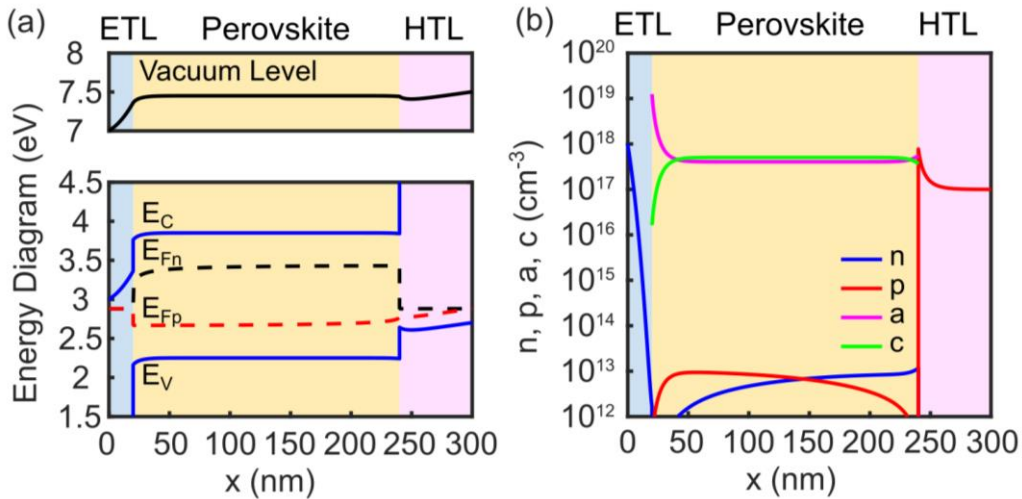 (a)
ETL Perovskite HTL
8
Vacuum Level
7.5
7
Energy Diagram (eV)
4.5
4
3.5
3
2.5
2
1.5
E_C
E_Fn
E_Fp
E_V
0 50 100 150 200 250 300
x (nm)
(b)
ETL Perovskite HTL
10^20
10^19
10^18
10^17
10^16
10^15
10^14
10^13
10^12
n, p, a, c (cm^-3)
n
p
a
c
0 50 100 150 200 250 300
x (nm)